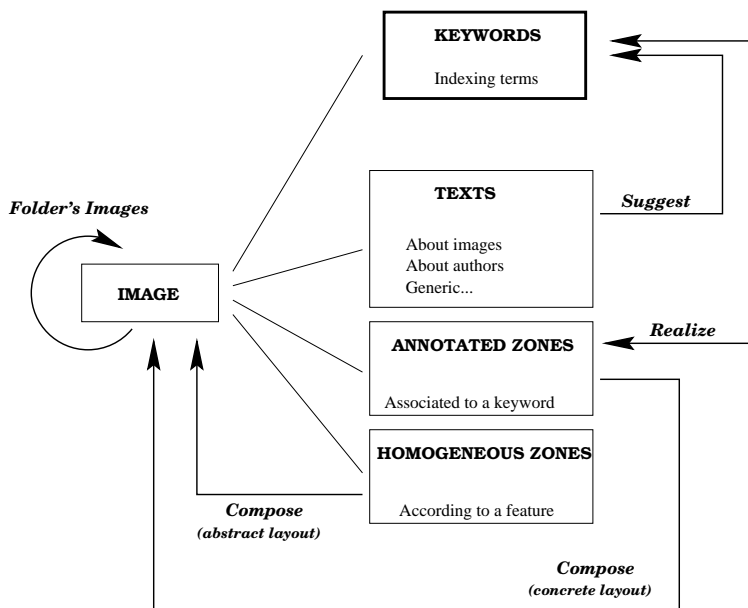 KEYWORDS
Indexing terms
TEXTS
Suggest
Folder's Images
About images
About authors
Generic...
IMAGE
Realize
ANNOTATED ZONES
Associated to a keyword
HOMOGENEOUS ZONES
According to a feature
Compose
(abstract layout)
Compose
(concrete layout)